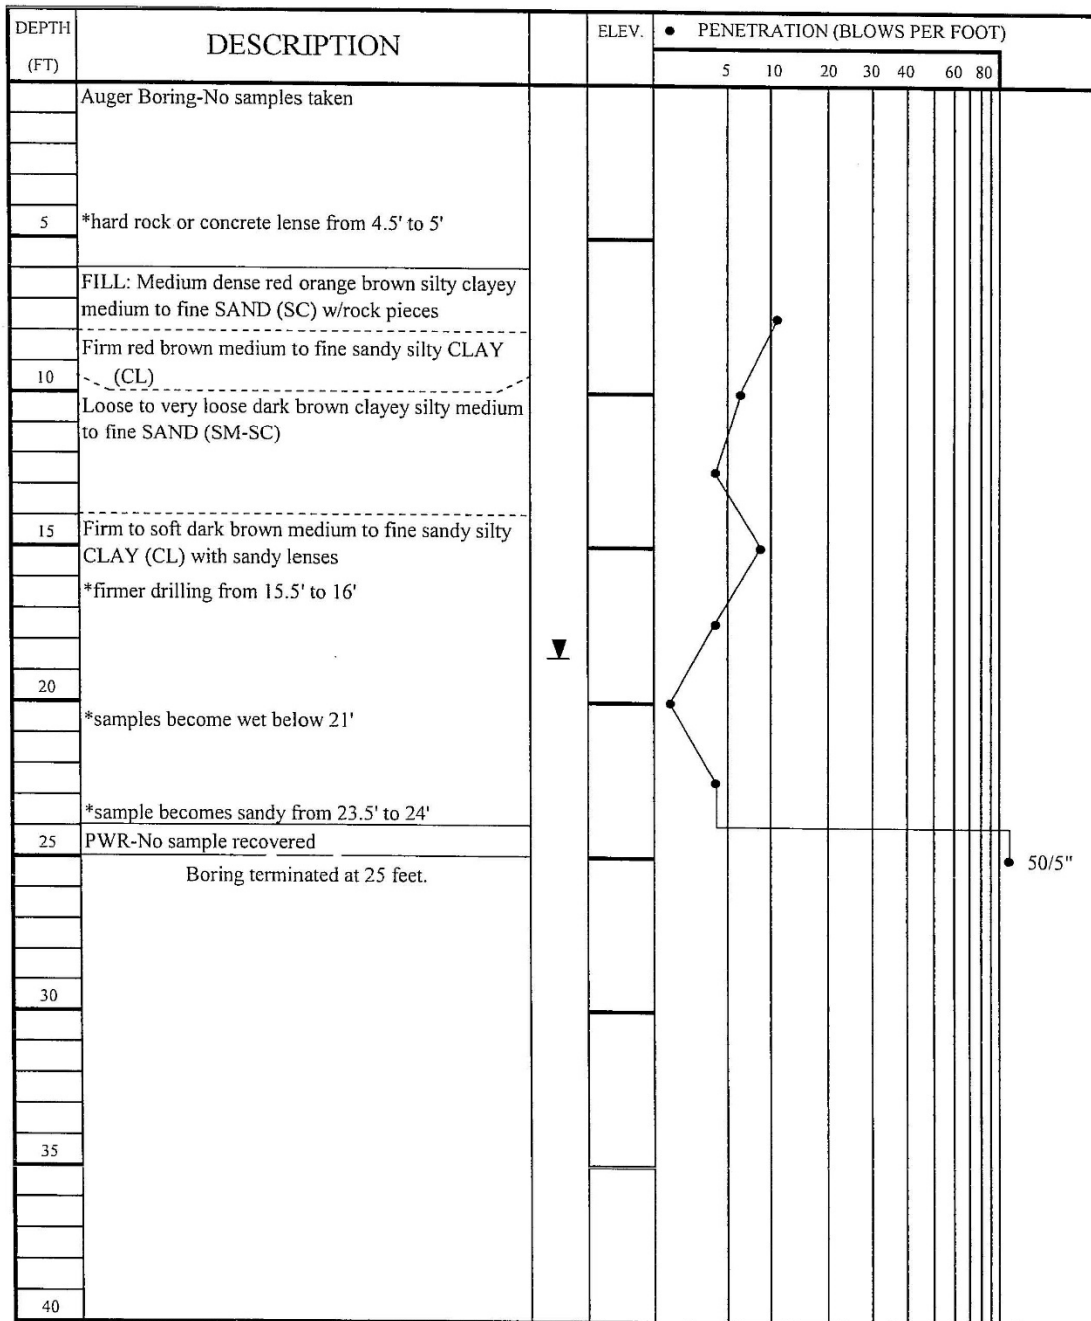 DEPTH
(FT)
DESCRIPTION
ELEV.
● PENETRATION (BLOWS PER FOOT)
5 10 20 30 40 60 80
Auger Boring-No samples taken
5
*hard rock or concrete lense from 4.5' to 5'
FILL: Medium dense red orange brown silty clayey
medium to fine SAND (SC) w/rock pieces
Firm red brown medium to fine sandy silty CLAY
10
(CL)
Loose to very loose dark brown clayey silty medium
to fine SAND (SM-SC)
15
Firm to soft dark brown medium to fine sandy silty
CLAY (CL) with sandy lenses
*firmer drilling from 15.5' to 16'
20
*samples become wet below 21'
*sample becomes sandy from 23.5' to 24'
25
PWR-No sample recovered
50/5"
Boring terminated at 25 feet.
30
35
40